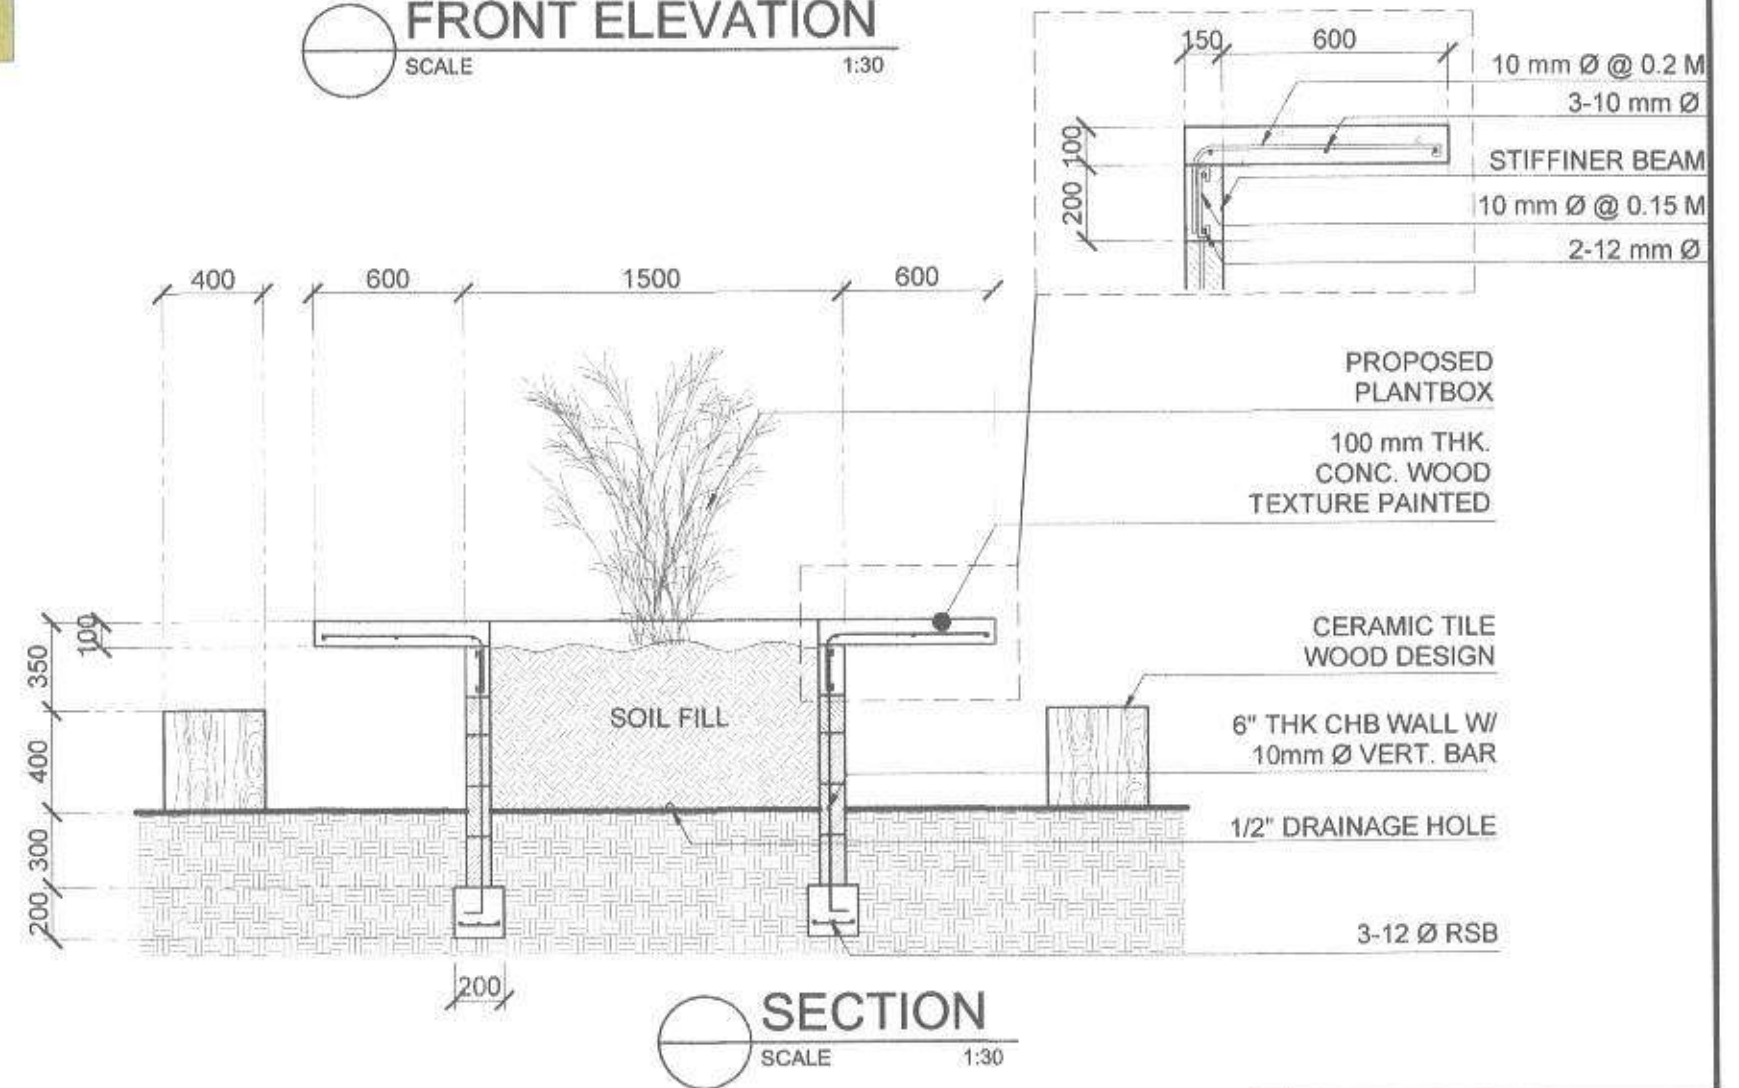 FRONT ELEVATION
SCALE 1:30
150 600
10 mm Ø @ 0.2 M
3-10 mm Ø
100
STIFFINER BEAM
200
10 mm Ø @ 0.15 M
2-12 mm Ø
400 600 1500 600
PROPOSED
PLANTBOX
100 mm THK.
CONC. WOOD
TEXTURE PAINTED
100
350
CERAMIC TILE
WOOD DESIGN
SOIL FILL
6" THK CHB WALL W/
10mm Ø VERT. BAR
400
1/2" DRAINAGE HOLE
300
200
3-12 Ø RSB
200
SECTION
SCALE 1:30